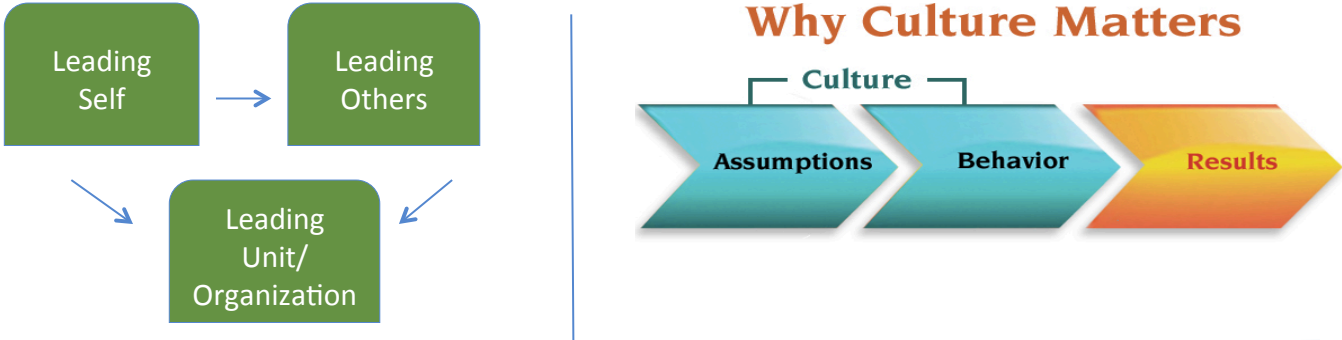 Leading
Self
Leading
Others
Leading
Unit/
Organization
Why Culture Matters
Culture
Assumptions
Behavior
Results